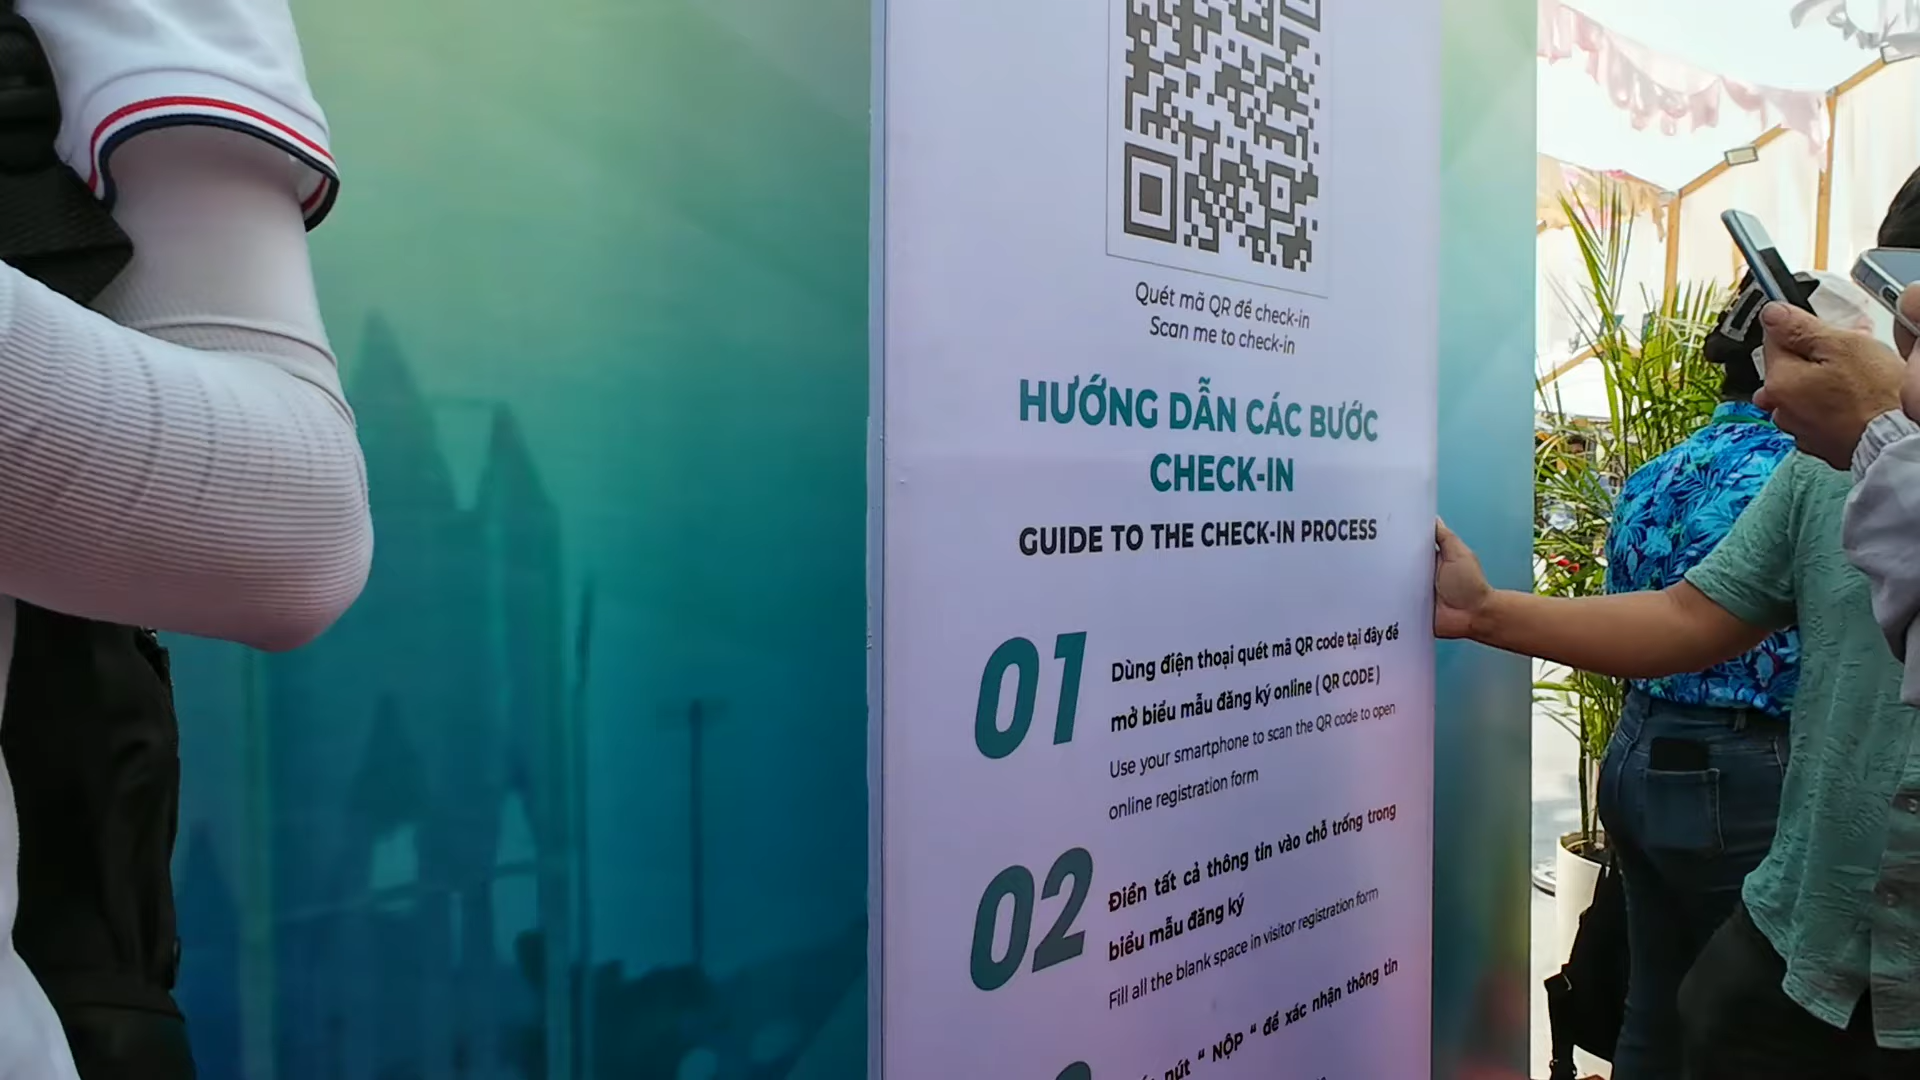 Quét mã QR để check-in
Scan me to check-in
HƯỚNG DẪN CÁC BƯỚC
CHECK-IN
GUIDE TO THE CHECK-IN PROCESS
01
Dùng điện thoại quét mã QR code tại đây để
mở biểu mẫu đăng ký online ( QR CODE )
Use your smartphone to scan the QR code to open
online registration form
02
Điền tất cả thông tin vào chỗ trống trong
biểu mẫu đăng ký
Fill all the blank space in visitor registration form
nút “ NỘP “ để xác nhận thông tin